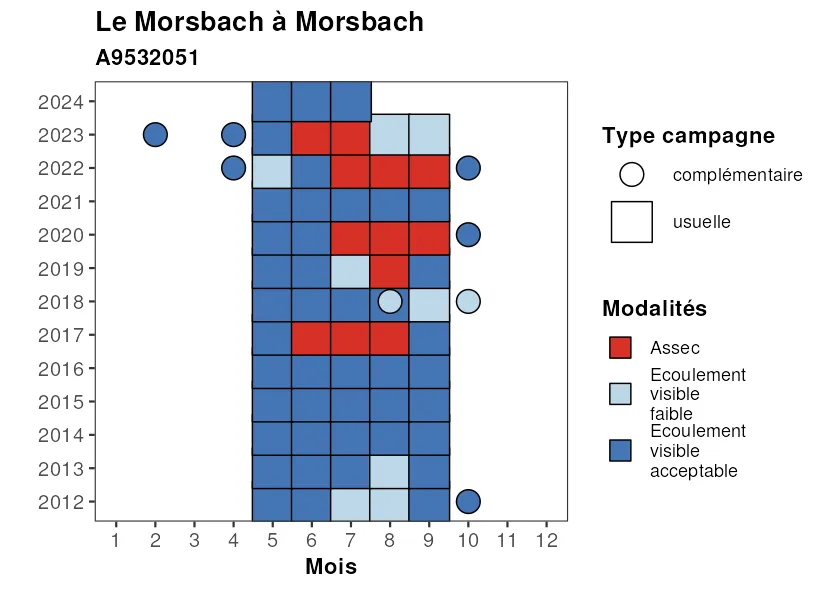 Le Morsbach à Morsbach
A9532051
2024
2023
2022
2021
2020
2019
2018
2017
2016
2015
2014
2013
2012
1 2 3 4 5 6 7 8 9 10 11 12
Mois
Type campagne
complémentaire
usuelle
Modalités
Assec
Ecoulement
visible
faible
Ecoulement
visible
acceptable